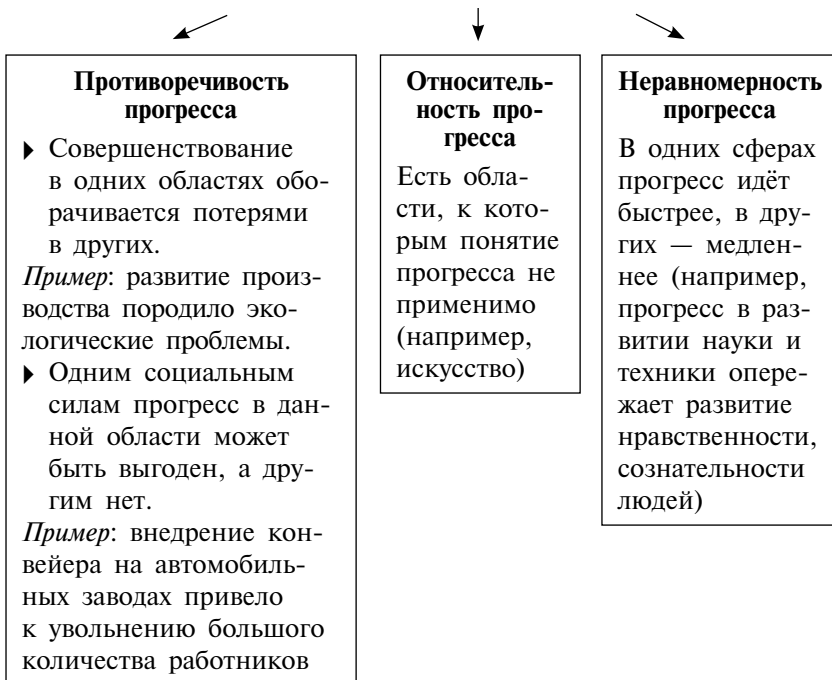 Противоречивость
прогресса
▶ Совершенствование
в одних областях обо-
рачивается потерями
в других.
Пример: развитие произ-
водства породило эко-
логические проблемы.
▶ Одним социальным
силам прогресс в дан-
ной области может
быть выгоден, а дру-
гим нет.
Пример: внедрение кон-
вейера на автомобиль-
ных заводах привело
к увольнению большого
количества работников
Относитель-
ность про-
гресса
Есть обла-
сти, к кото-
рым понятие
прогресса не
применимо
(например,
искусство)
Неравномерность
прогресса
В одних сферах
прогресс идёт
быстрее, в дру-
гих — медлен-
нее (например,
прогресс в раз-
витии науки и
техники опере-
жает развитие
нравственности,
сознательности
людей)